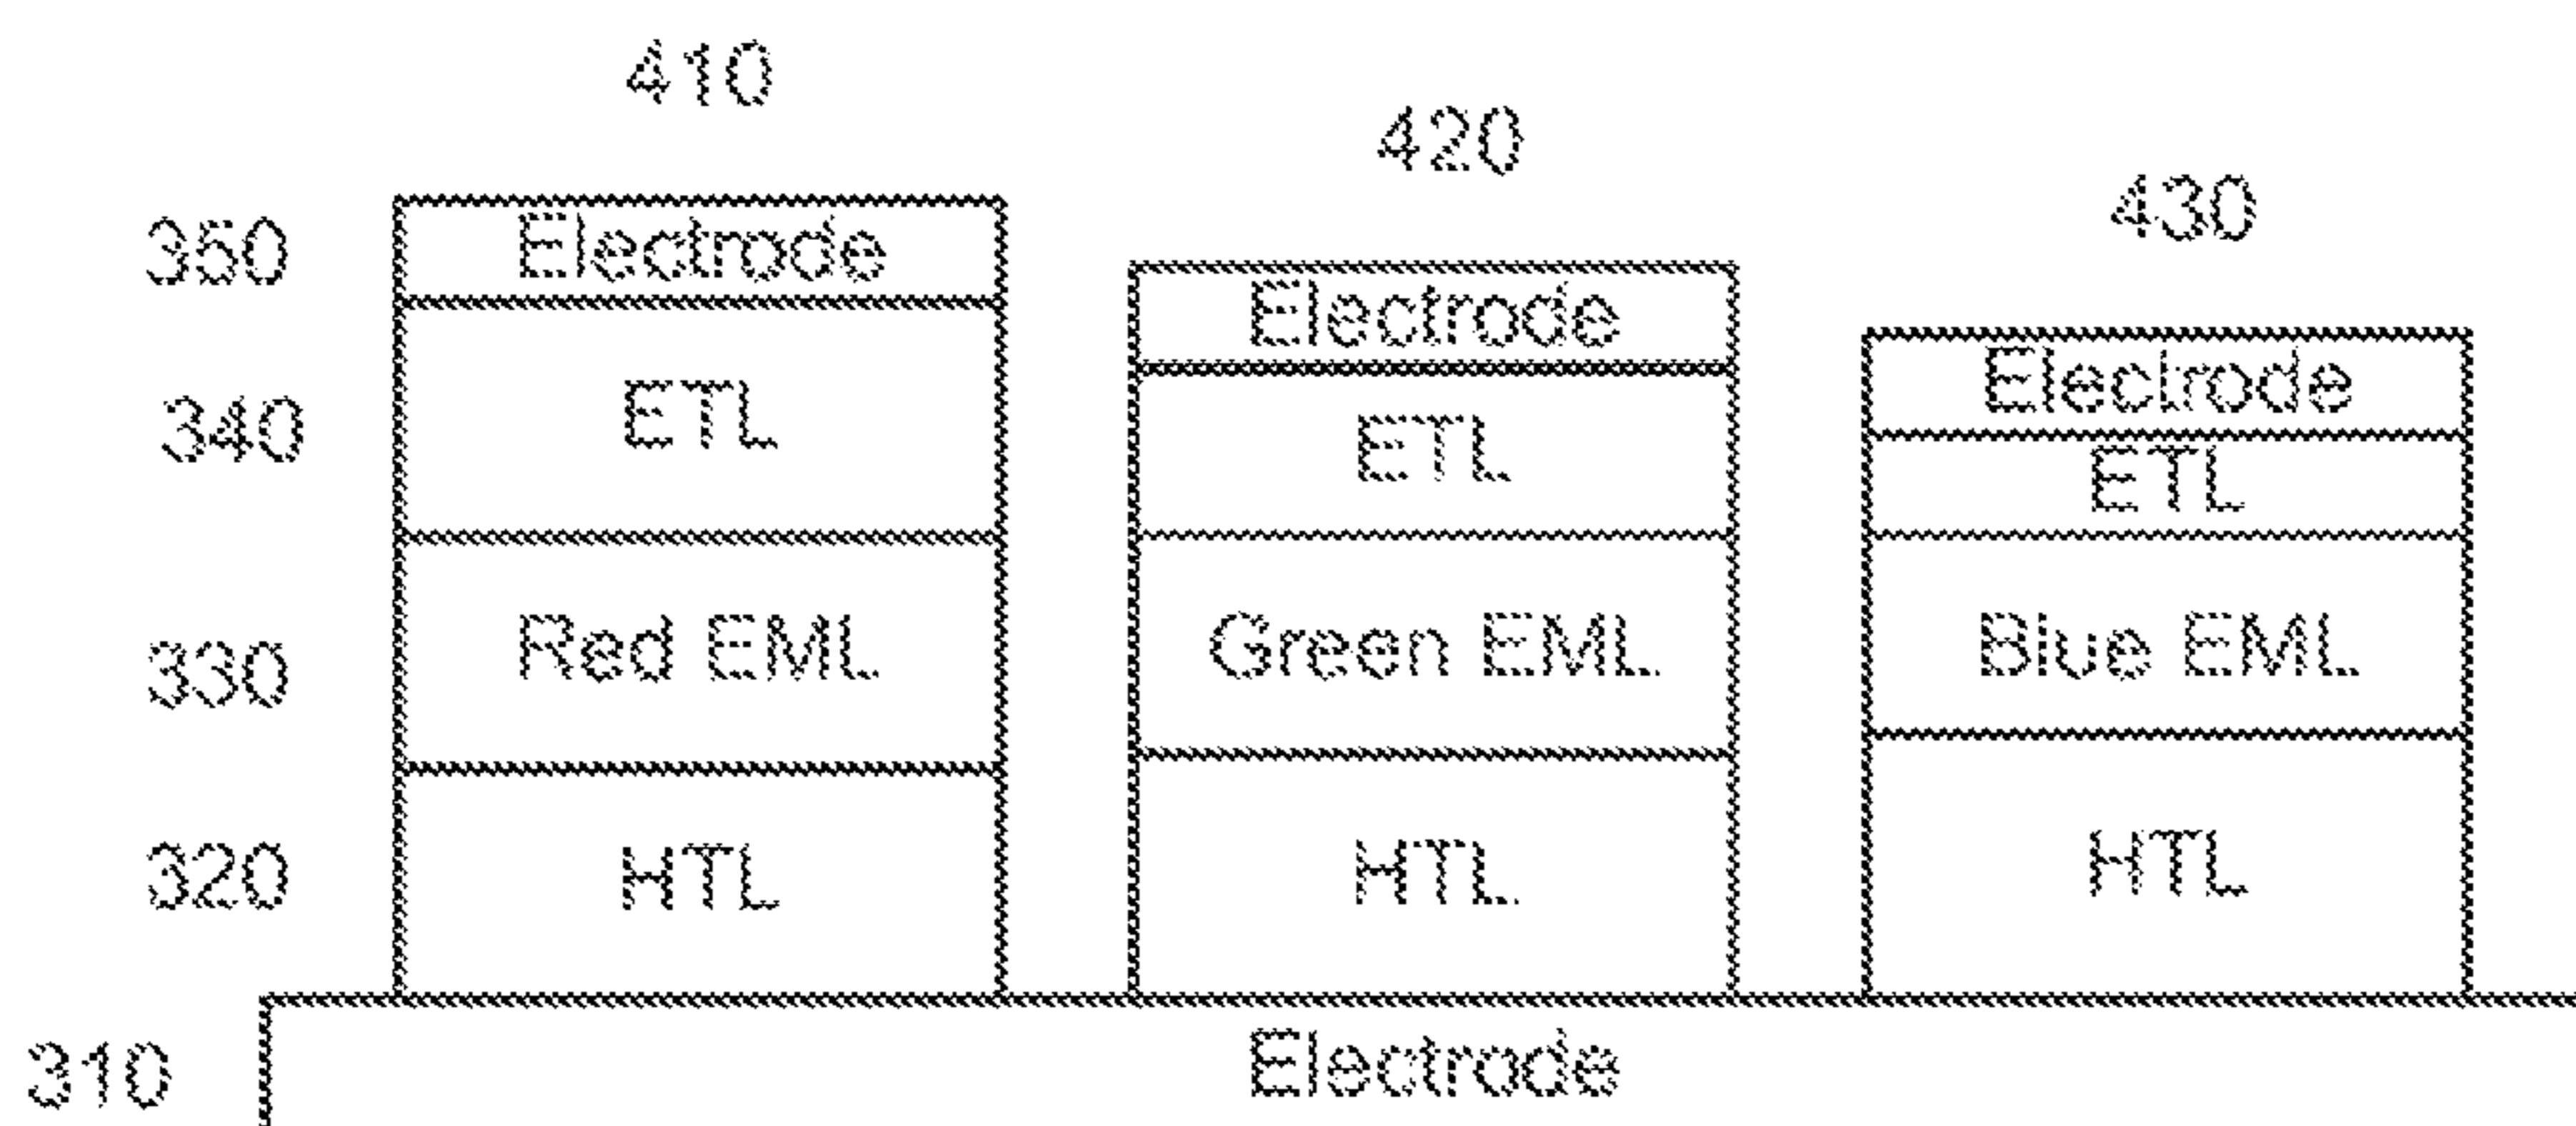 410
420
430
350 Electrode Electrode Electrode
340 ETL ETL ETL
330 Red EML Green EML Blue EML
320 HTL HTL HTL
310 Electrode